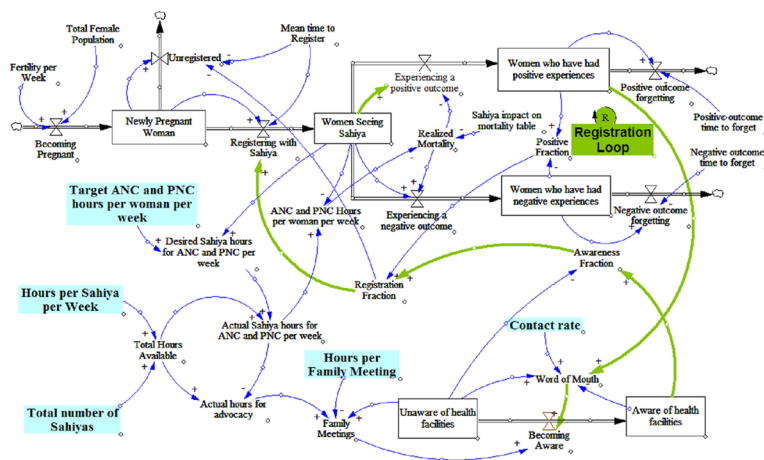 Total Female
Population
Mean time to
Register
Fertility per
Week
Unregistered
Becoming
Pregnant
Newly Pregnant
Woman
Registering with
Sahiya
Women Seeing
Sahiya
Experiencing a
positive outcome
Women who have had
positive experiences
Positive outcome
forgetting
Positive outcome
time to forget
Realized
Mortality
Sahiya impact on
mortality table
Positive
Fraction
R
Registration
Loop
Negative outcome
time to forget
Women who have had
negative experiences
Negative outcome
forgetting
Experiencing a
negative outcome
Target ANC and PNC
hours per woman per
week
ANC and PNC Hours
per woman per week
Desired Sahiya hours
for ANC and PNC per
week
Awareness
Fraction
Registration
Fraction
Hours per Sahiya
per Week
Total Hours
Available
Actual Sahiya hours for
ANC and PNC per week
Contact rate
Hours per
Family Meeting
Word of Mouth
Total number of
Sahiyas
Actual hours for
advocacy
Family
Meetings
Unaware of health
facilities
Becoming
Aware
Aware of health
facilities